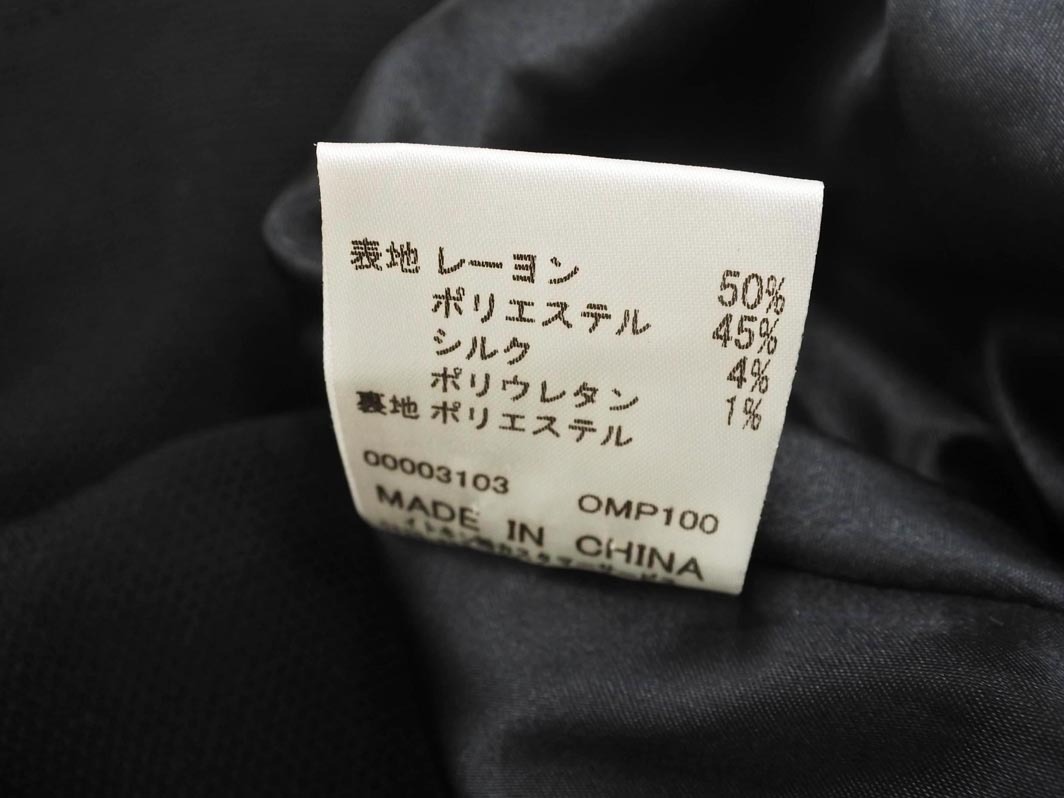 表地 レーヨン 50%
ポリエステル 45%
シルク 4%
ポリウレタン 1%
裏地 ポリエステル
00003103 OMP100
MADE IN CHINA